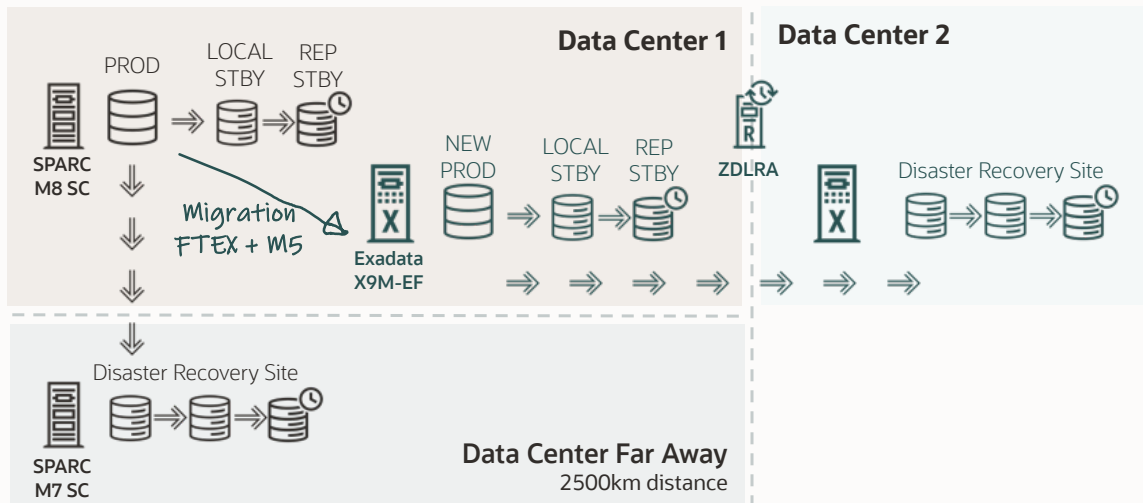 Data Center 1
PROD
LOCAL
STBY
REP
STBY
SPARC
M8 SC
Migration
FTEX + M5
X
Exadata
X9M-EF
NEW
PROD
LOCAL
STBY
REP
STBY
R
ZDLRA
Data Center 2
X
Disaster Recovery Site
Disaster Recovery Site
SPARC
M7 SC
Data Center Far Away
2500km distance